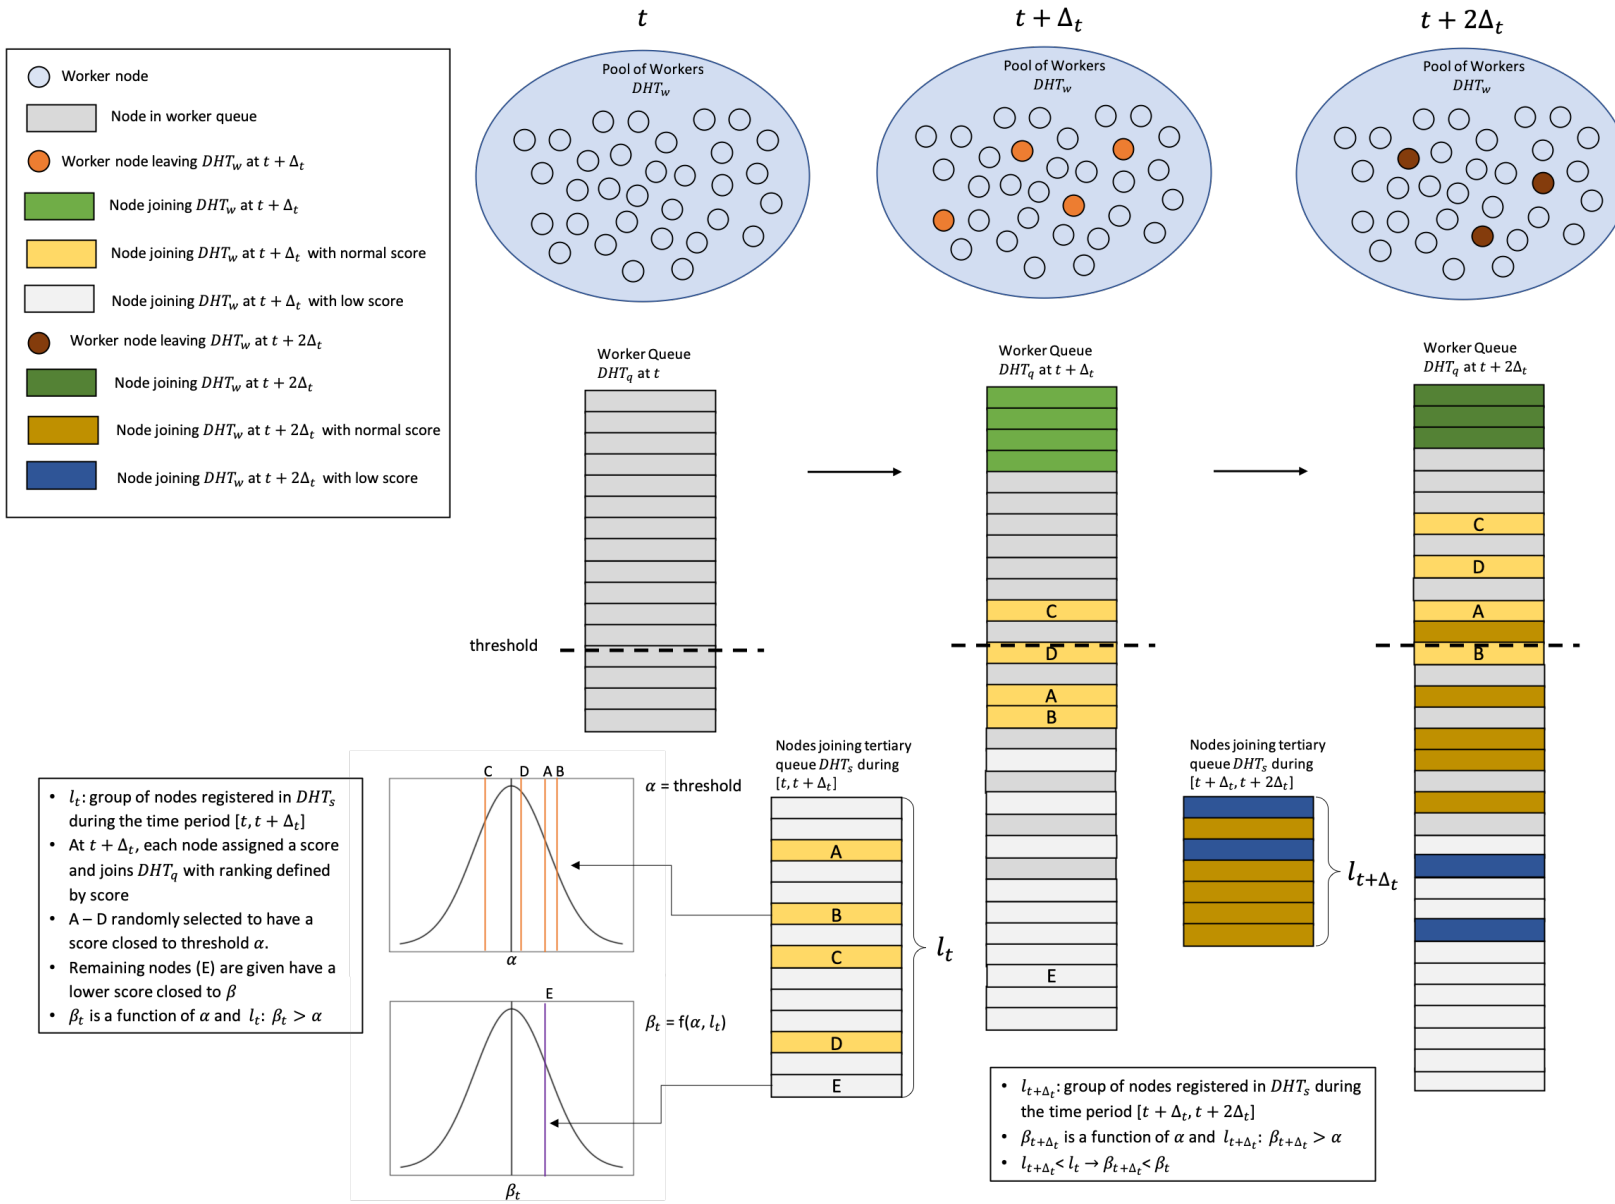 t
t + Δt
t + 2Δt
Worker node
Node in worker queue
Worker node leaving DHTw at t + Δt
Node joining DHTw at t + Δt
Node joining DHTw at t + Δt with normal score
Node joining DHTw at t + Δt with low score
Worker node leaving DHTw at t + 2Δt
Node joining DHTw at t + 2Δt
Node joining DHTw at t + 2Δt with normal score
Node joining DHTw at t + 2Δt with low score
Pool of Workers
DHTw
Pool of Workers
DHTw
Pool of Workers
DHTw
Worker Queue
DHTq at t
Worker Queue
DHTq at t + Δt
Worker Queue
DHTq at t + 2Δt
threshold
C
D
A
B
E
C
D
A
B
Nodes joining tertiary
queue DHTs during
[t, t + Δt]
A
B
C
D
E
lt
Nodes joining tertiary
queue DHTs during
[t + Δt, t + 2Δt]
lt+Δt
C D A B
α = threshold
α
E
βt = f(α, lt)
βt
• lt: group of nodes registered in DHTs
during the time period [t, t + Δt]
• At t + Δt, each node assigned a score
and joins DHTq with ranking defined
by score
• A – D randomly selected to have a
score closed to threshold α.
• Remaining nodes (E) are given have a
lower score closed to β
• βt is a function of α and lt: βt > α
• lt+Δt: group of nodes registered in DHTs during
the time period [t + Δt, t + 2Δt]
• βt+Δt is a function of α and lt+Δt: βt+Δt > α
• lt+Δt< lt → βt+Δt< βt